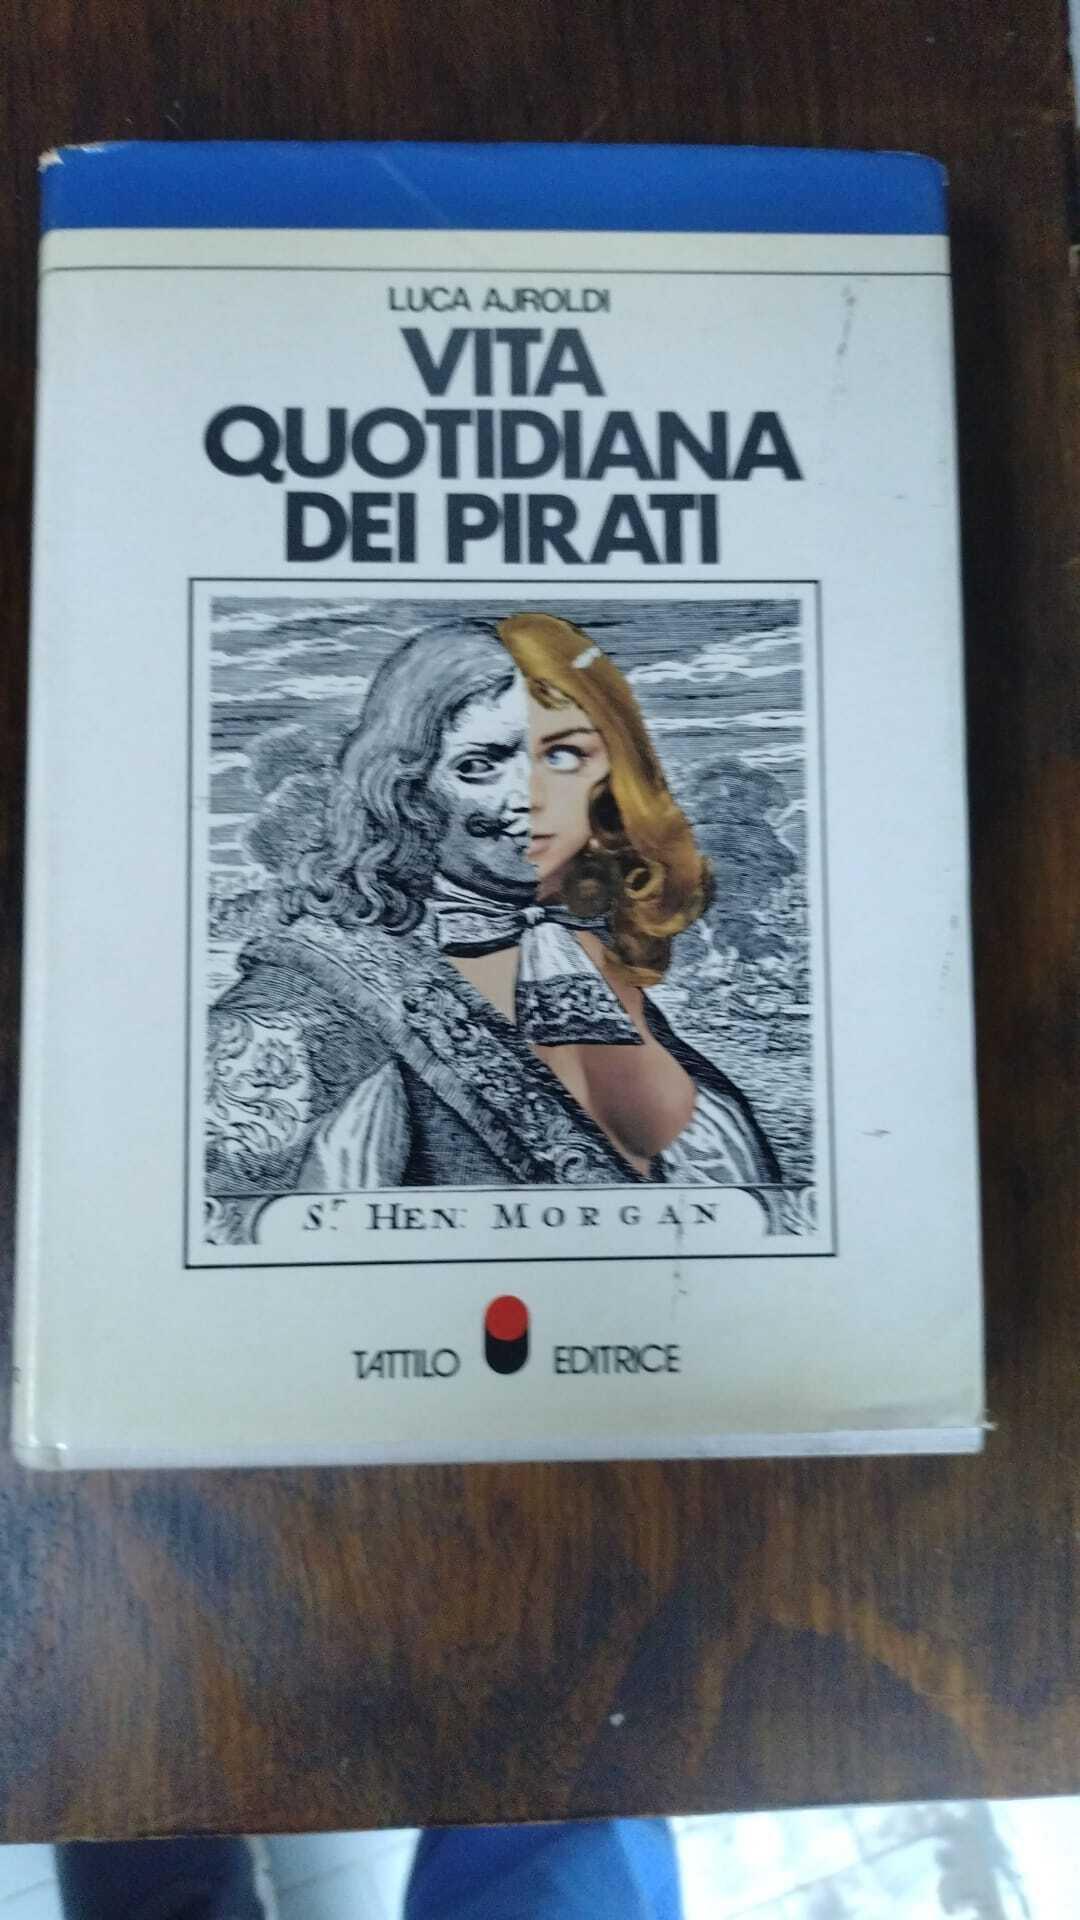 LUCA AJROLDI
VITA
QUOTIDIANA
DEI PIRATI
Sr. HEN: MORGAN
TATTILO EDITRICE